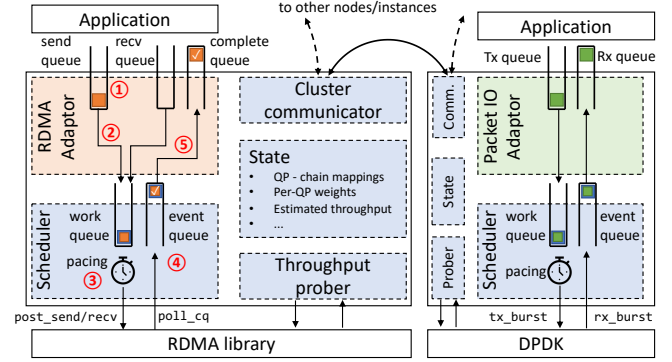 to other nodes/instances
Application
send
queue
recv
queue
complete
queue
①
②
⑤
RDMA
Adaptor
Cluster
communicator
State
• QP - chain mappings
• Per-QP weights
• Estimated throughput
• ...
Throughput
prober
Scheduler
work
queue
event
queue
pacing
③
④
post_send/recv
poll_cq
RDMA library
Application
Tx queue
Rx queue
Comm.
State
Prober
Packet IO
Adaptor
Scheduler
work
queue
event
queue
pacing
tx_burst
rx_burst
DPDK